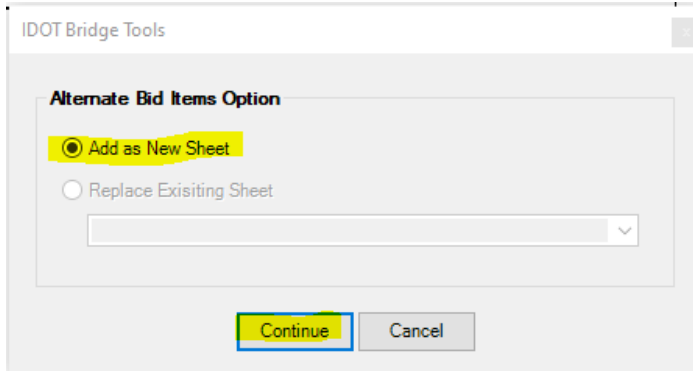 IDOT Bridge Tools
x
Alternate Bid Items Option
Add as New Sheet
Replace Exisiting Sheet
Continue Cancel